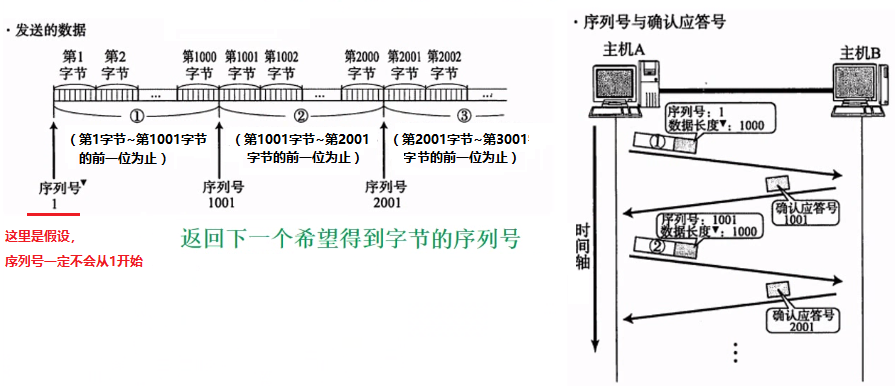 ·发送的数据
第1 第2 第1000 第1001 第1002 第2000 第2001 第2002
字节 字节 字节 字节 字节 字节 字节 字节
... ... ...
① ② ③
（第1字节~第1001字节
的前一位为止）
（第1001字节~第2001
字节的前一位为止）
（第2001字节~第3001
字节的前一位为止）
序列号▼
1
序列号
1001
序列号
2001
这里是假设，
序列号一定不会从1开始
返回下一个希望得到字节的序列号
·序列号与确认应答号
主机A
主机B
序列号：1
数据长度▼：1000
①
确认应答号
1001
序列号：1001
数据长度▼：1000
②
确认应答号
2001
时间轴
⋮